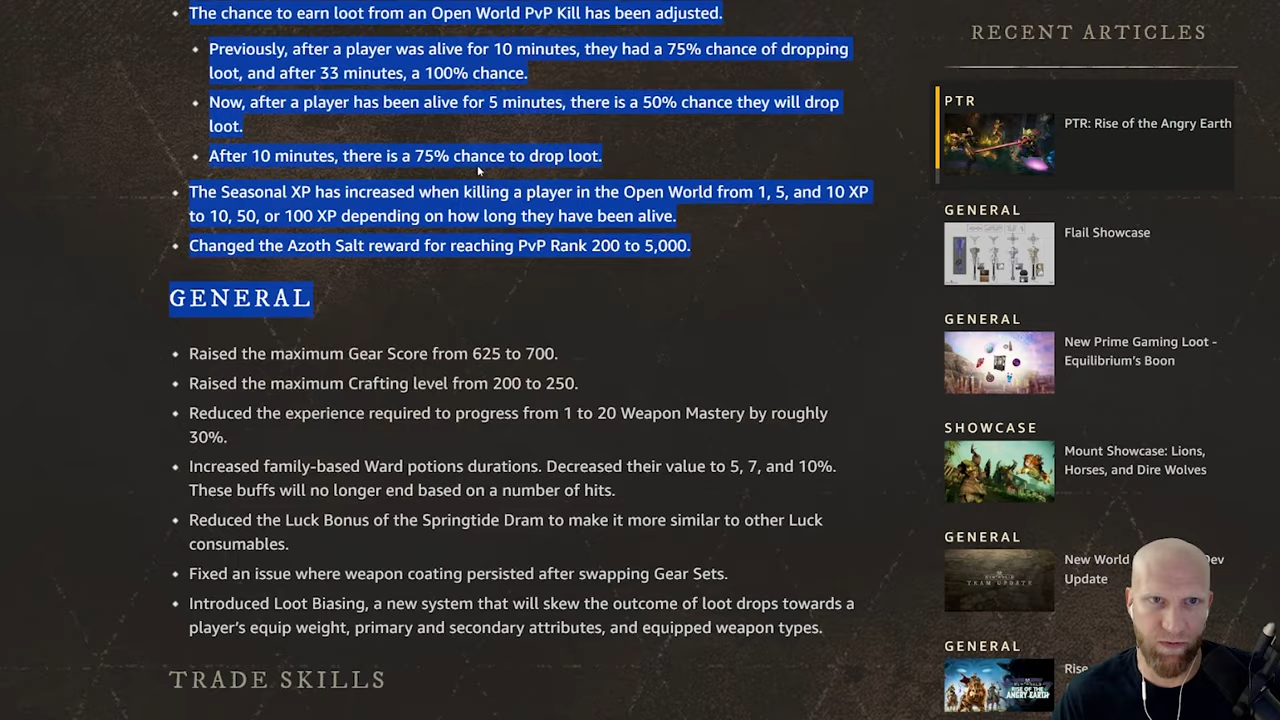 The chance to earn loot from an Open World PvP Kill has been adjusted.
Previously, after a player was alive for 10 minutes, they had a 75% chance of dropping
loot, and after 33 minutes, a 100% chance.
Now, after a player has been alive for 5 minutes, there is a 50% chance they will drop
loot.
After 10 minutes, there is a 75% chance to drop loot.
The Seasonal XP has increased when killing a player in the Open World from 1, 5, and 10 XP
to 10, 50, or 100 XP depending on how long they have been alive.
Changed the Azoth Salt reward for reaching PvP Rank 200 to 5,000.
GENERAL
Raised the maximum Gear Score from 625 to 700.
Raised the maximum Crafting level from 200 to 250.
Reduced the experience required to progress from 1 to 20 Weapon Mastery by roughly
30%.
Increased family-based Ward potions durations. Decreased their value to 5, 7, and 10%.
These buffs will no longer end based on a number of hits.
Reduced the Luck Bonus of the Springtide Dram to make it more similar to other Luck
consumables.
Fixed an issue where weapon coating persisted after swapping Gear Sets.
Introduced Loot Biasing, a new system that will skew the outcome of loot drops towards a
player's equip weight, primary and secondary attributes, and equipped weapon types.
TRADE SKILLS
RECENT ARTICLES
PTR
PTR: Rise of the Angry Earth
GENERAL
Flail Showcase
GENERAL
New Prime Gaming Loot -
Equilibrium's Boon
SHOWCASE
Mount Showcase: Lions,
Horses, and Dire Wolves
GENERAL
New World Dev
Update
TEAM UPDATE
GENERAL
Rise
RISE OF THE
ANGRY EARTH